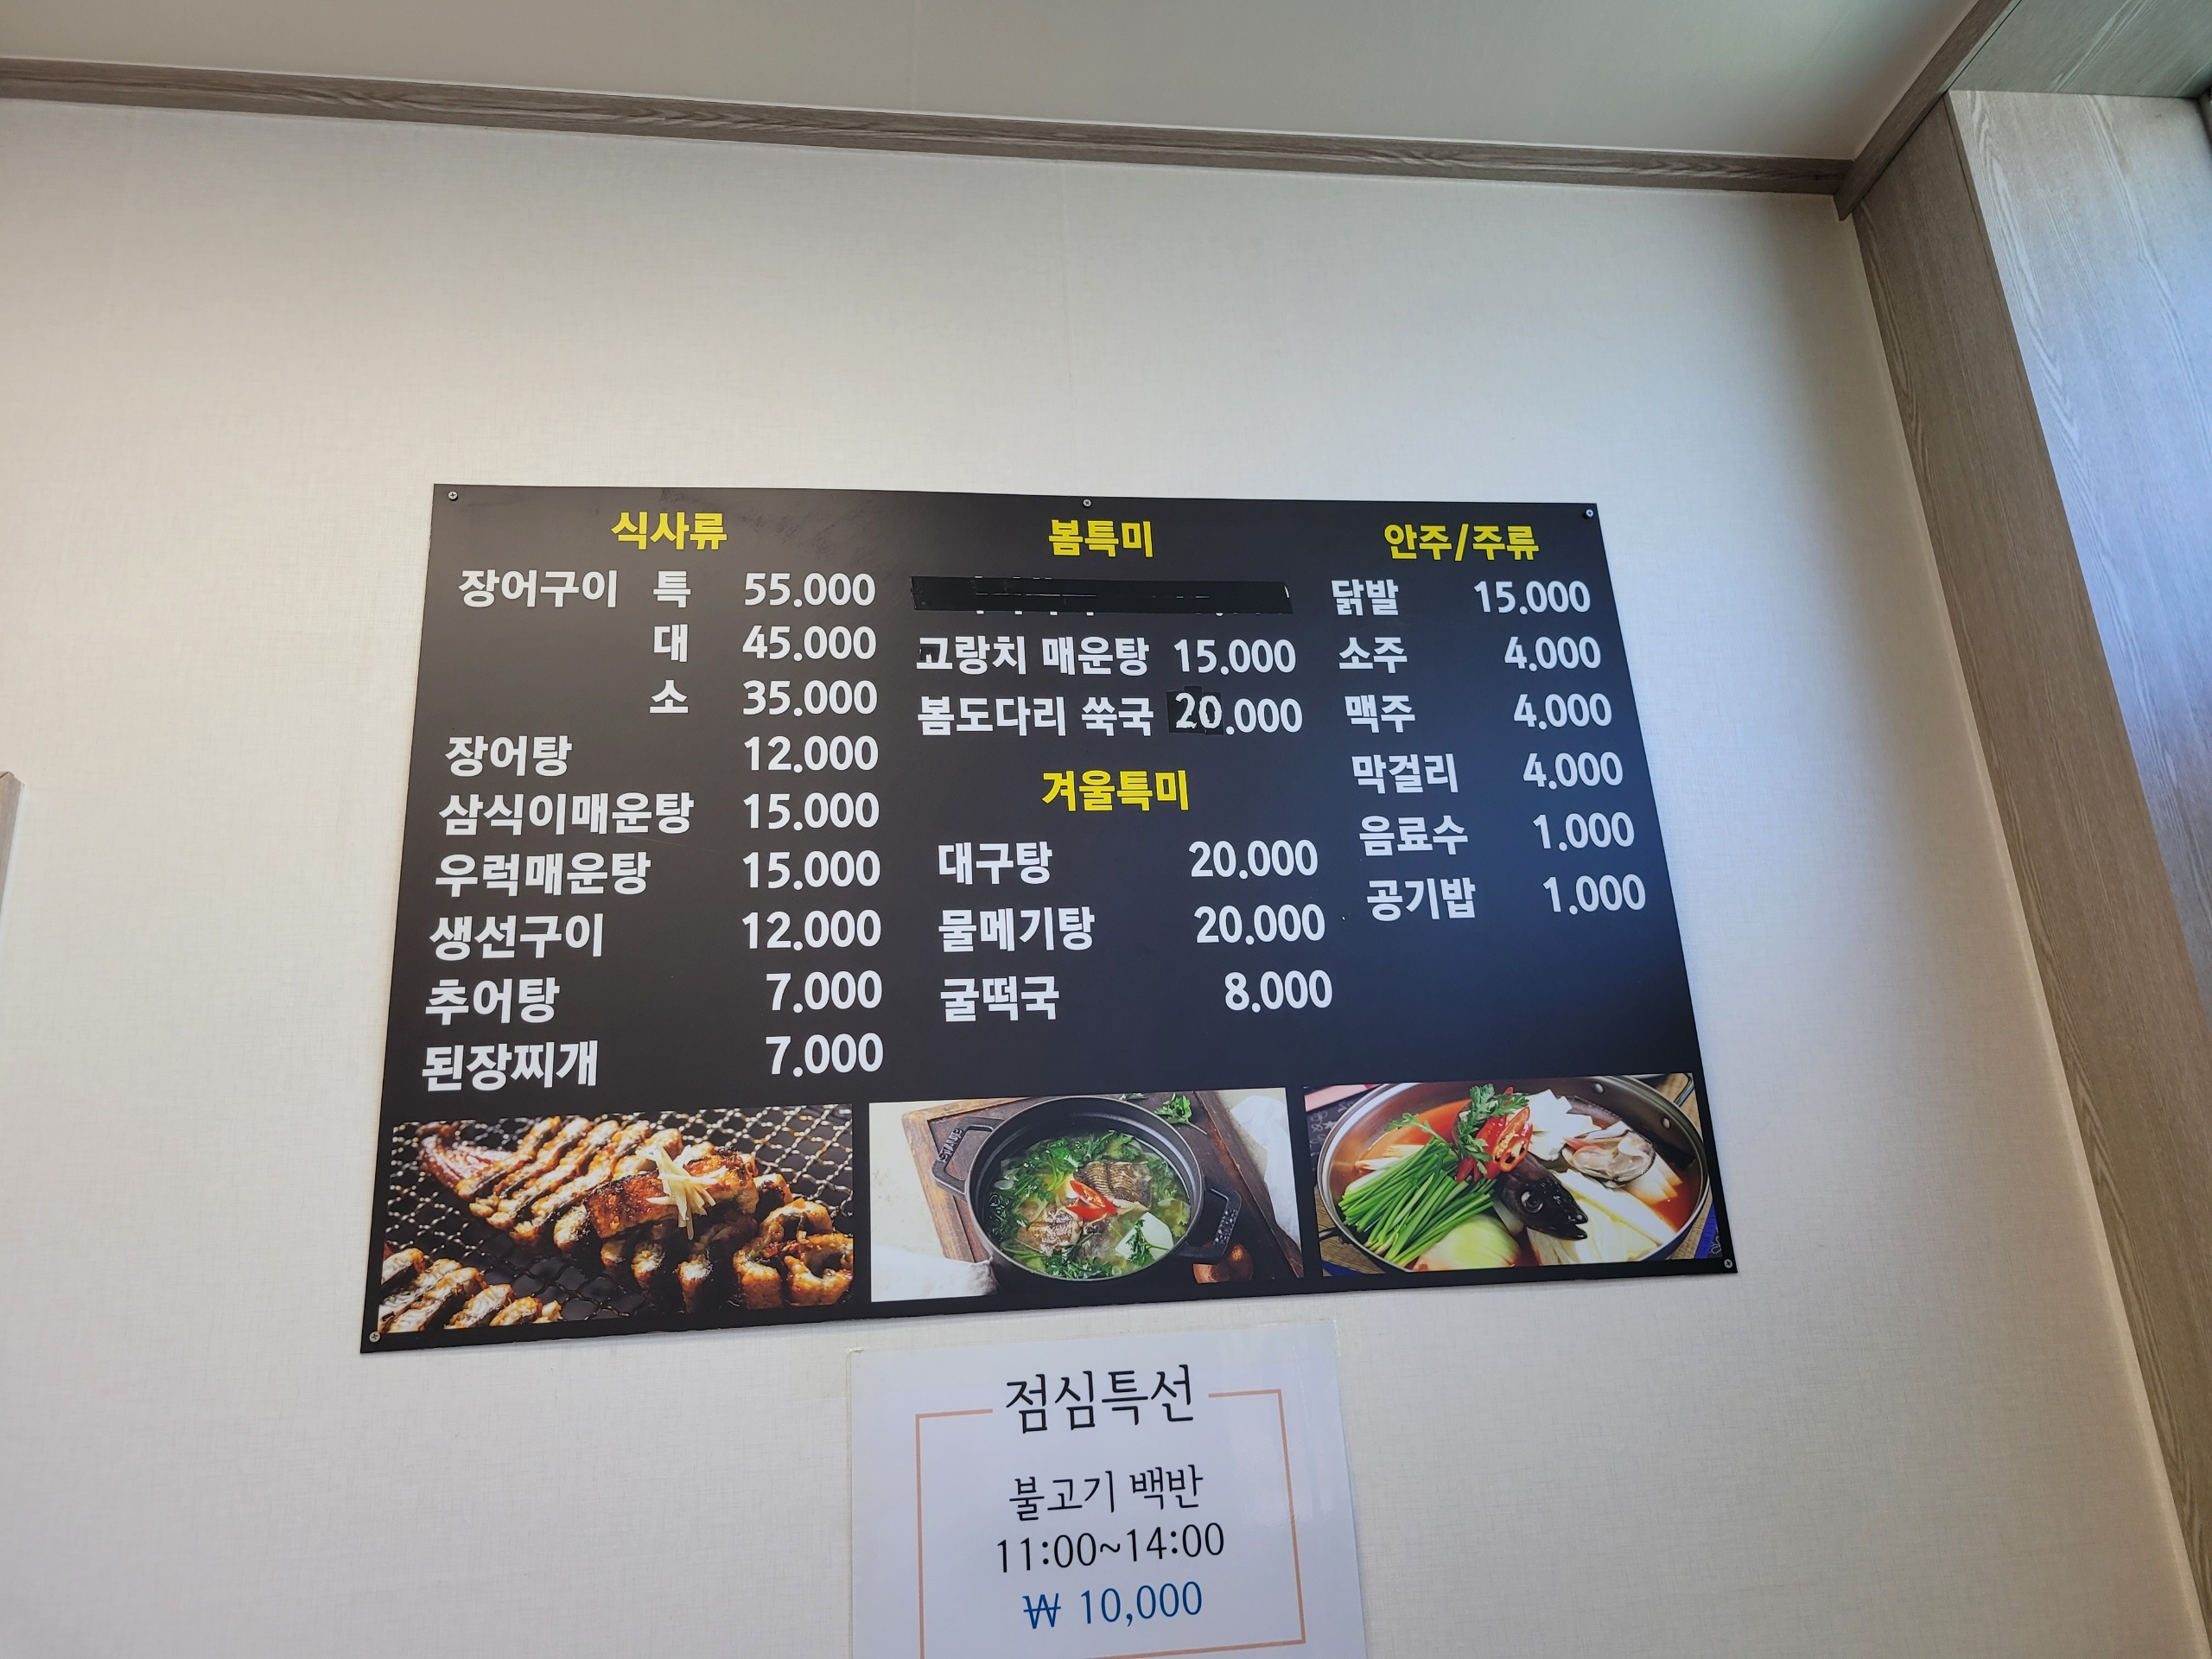 식사류
장어구이 특 55.000
대 45.000
소 35.000
장어탕 12.000
삼식이매운탕 15.000
우럭매운탕 15.000
생선구이 12.000
추어탕 7.000
된장찌개 7.000
봄특미
고랑치 매운탕 15.000
봄도다리 쑥국 20.000
겨울특미
대구탕 20.000
물메기탕 20.000
굴떡국 8.000
안주/주류
닭발 15.000
소주 4.000
맥주 4.000
막걸리 4.000
음료수 1.000
공기밥 1.000
점심특선
불고기 백반
11:00~14:00
₩ 10,000